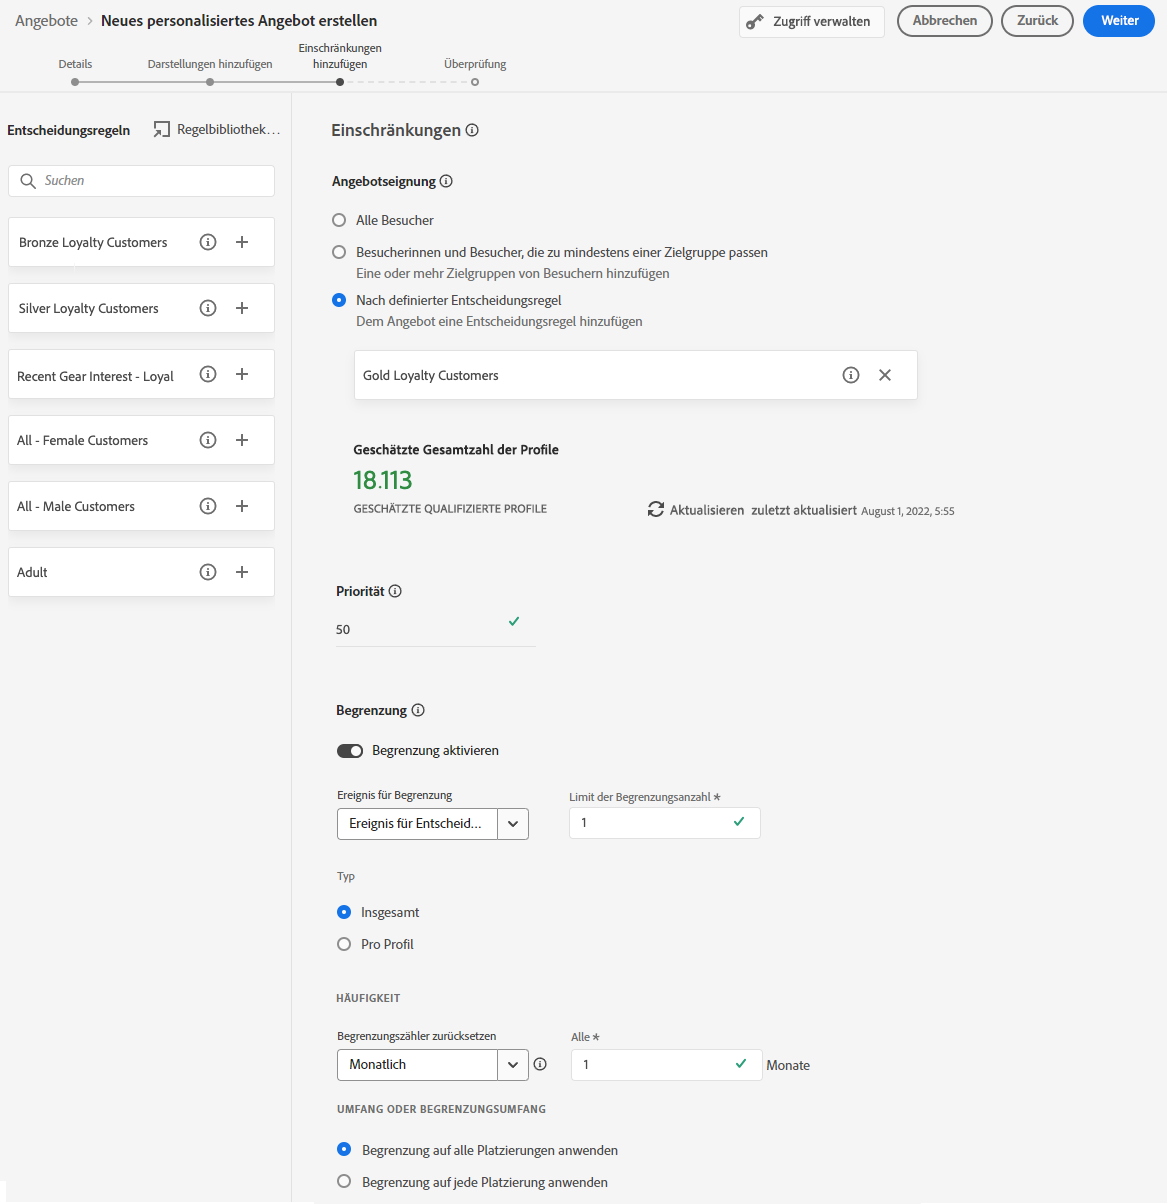 Angebote > Neues personalisiertes Angebot erstellen
Zugriff verwalten
Abbrechen
Zurück
Weiter
Details
Darstellungen hinzufügen
Einschränkungen
hinzufügen
Überprüfung
Entscheidungsregeln
Regelbibliothek...
Suchen
Bronze Loyalty Customers
Silver Loyalty Customers
Recent Gear Interest - Loyal
All - Female Customers
All - Male Customers
Adult
Einschränkungen
Angebotseignung
Alle Besucher
Besucherinnen und Besucher, die zu mindestens einer Zielgruppe passen
Eine oder mehr Zielgruppen von Besuchern hinzufügen
Nach definierter Entscheidungsregel
Dem Angebot eine Entscheidungsregel hinzufügen
Gold Loyalty Customers
Geschätzte Gesamtzahl der Profile
18.113
GESCHÄTZTE QUALIFIZIERTE PROFILE
Aktualisieren zuletzt aktualisiert August 1, 2022, 5:55
Priorität
50
Begrenzung
Begrenzung aktivieren
Ereignis für Begrenzung
Ereignis für Entscheid...
Limit der Begrenzungsanzahl *
1
Typ
Insgesamt
Pro Profil
HÄUFIGKEIT
Begrenzungszähler zurücksetzen
Monatlich
Alle *
1
Monate
UMFANG ODER BEGRENZUNGSUMFANG
Begrenzung auf alle Platzierungen anwenden
Begrenzung auf jede Platzierung anwenden